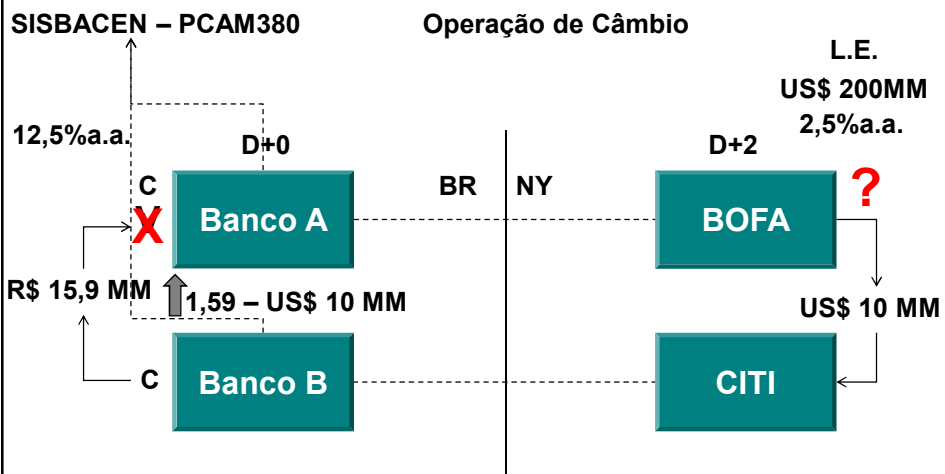 SISBACEN – PCAM380
Operação de Câmbio
L.E.
US$ 200MM
2,5%a.a.
12,5%a.a.
D+0
D+2
C
X
Banco A
BR
NY
BOFA
?
R$ 15,9 MM
1,59 – US$ 10 MM
US$ 10 MM
C
Banco B
CITI